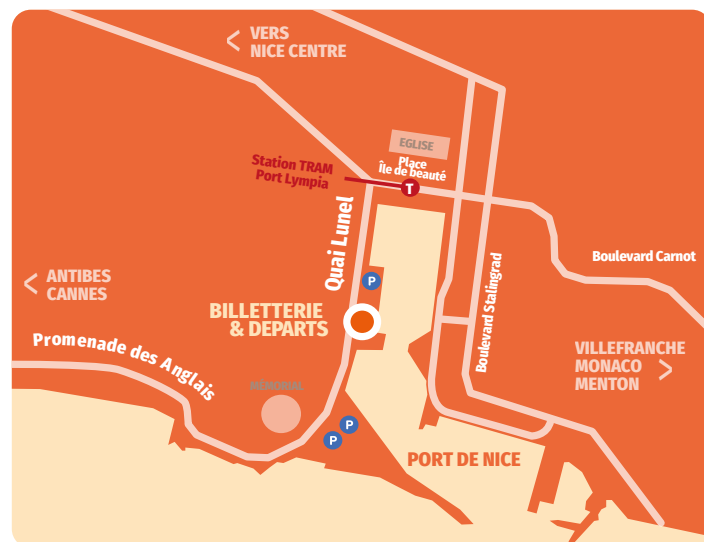 VERS
NICE CENTRE
EGLISE
Place
Île de beauté
Station TRAM
Port Lympia
T
Quai Lunel
Boulevard Carnot
Boulevard Stalingrad
ANTIBES
CANNES
P
BILLETTERIE
& DEPARTS
Promenade des Anglais
VILLEFRANCHE
MONACO
MENTON
MÉMORIAL
P
P
PORT DE NICE